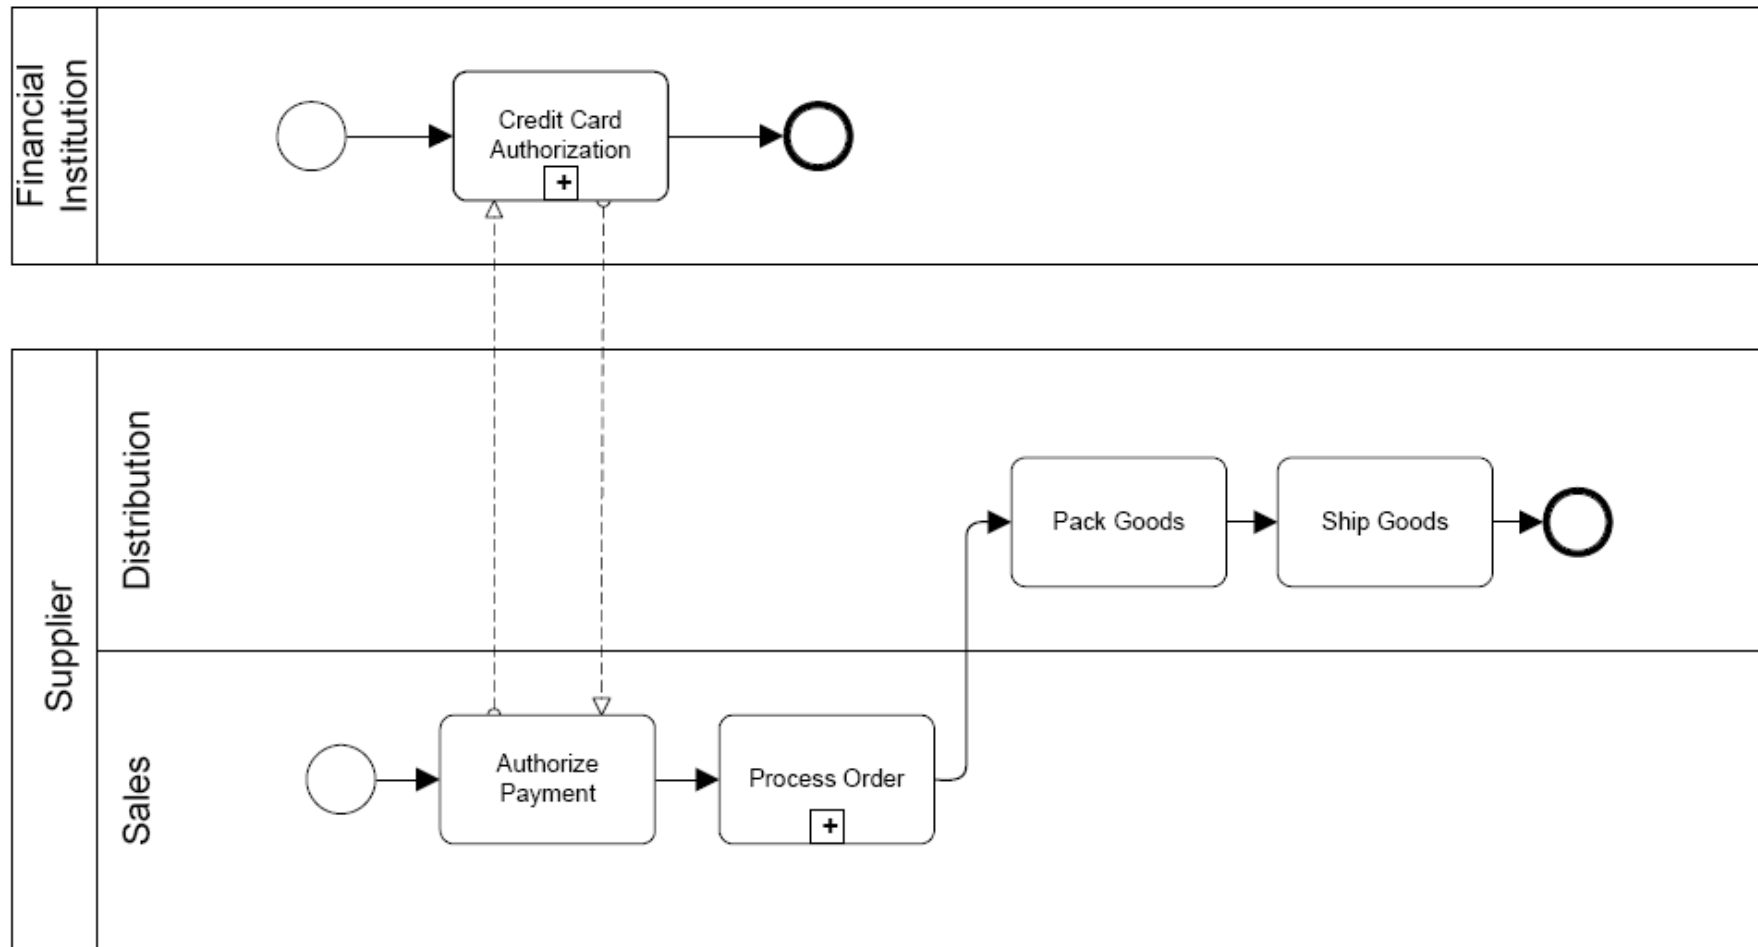 Financial
Institution
Credit Card
Authorization
+
Supplier
Distribution
Pack Goods
Ship Goods
Sales
Authorize
Payment
Process Order
+